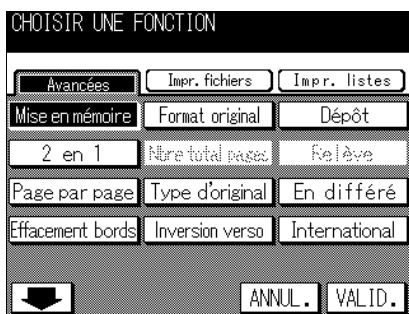 CHOISIR UNE FONCTION
Avancées Impr. fichiers Impr. listes
Mise en mémoire Format original Dépôt
2 en 1 Nbre total pages Relève
Page par page Type d'original En différé
Effacement bords Inversion verso International
ANNUL. VALID.